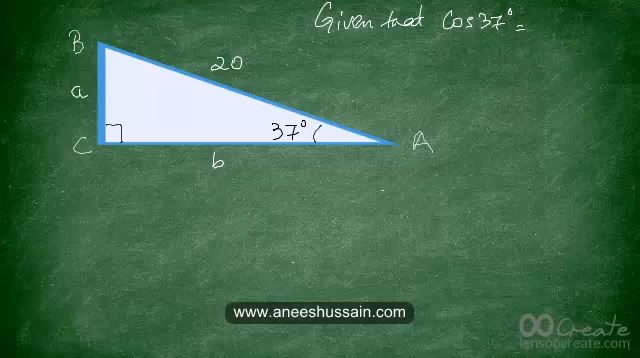 Given that Cos37°=
B
20
a
37°
C
b
A
www.aneeshussain.com
Create
lensoocreate.com